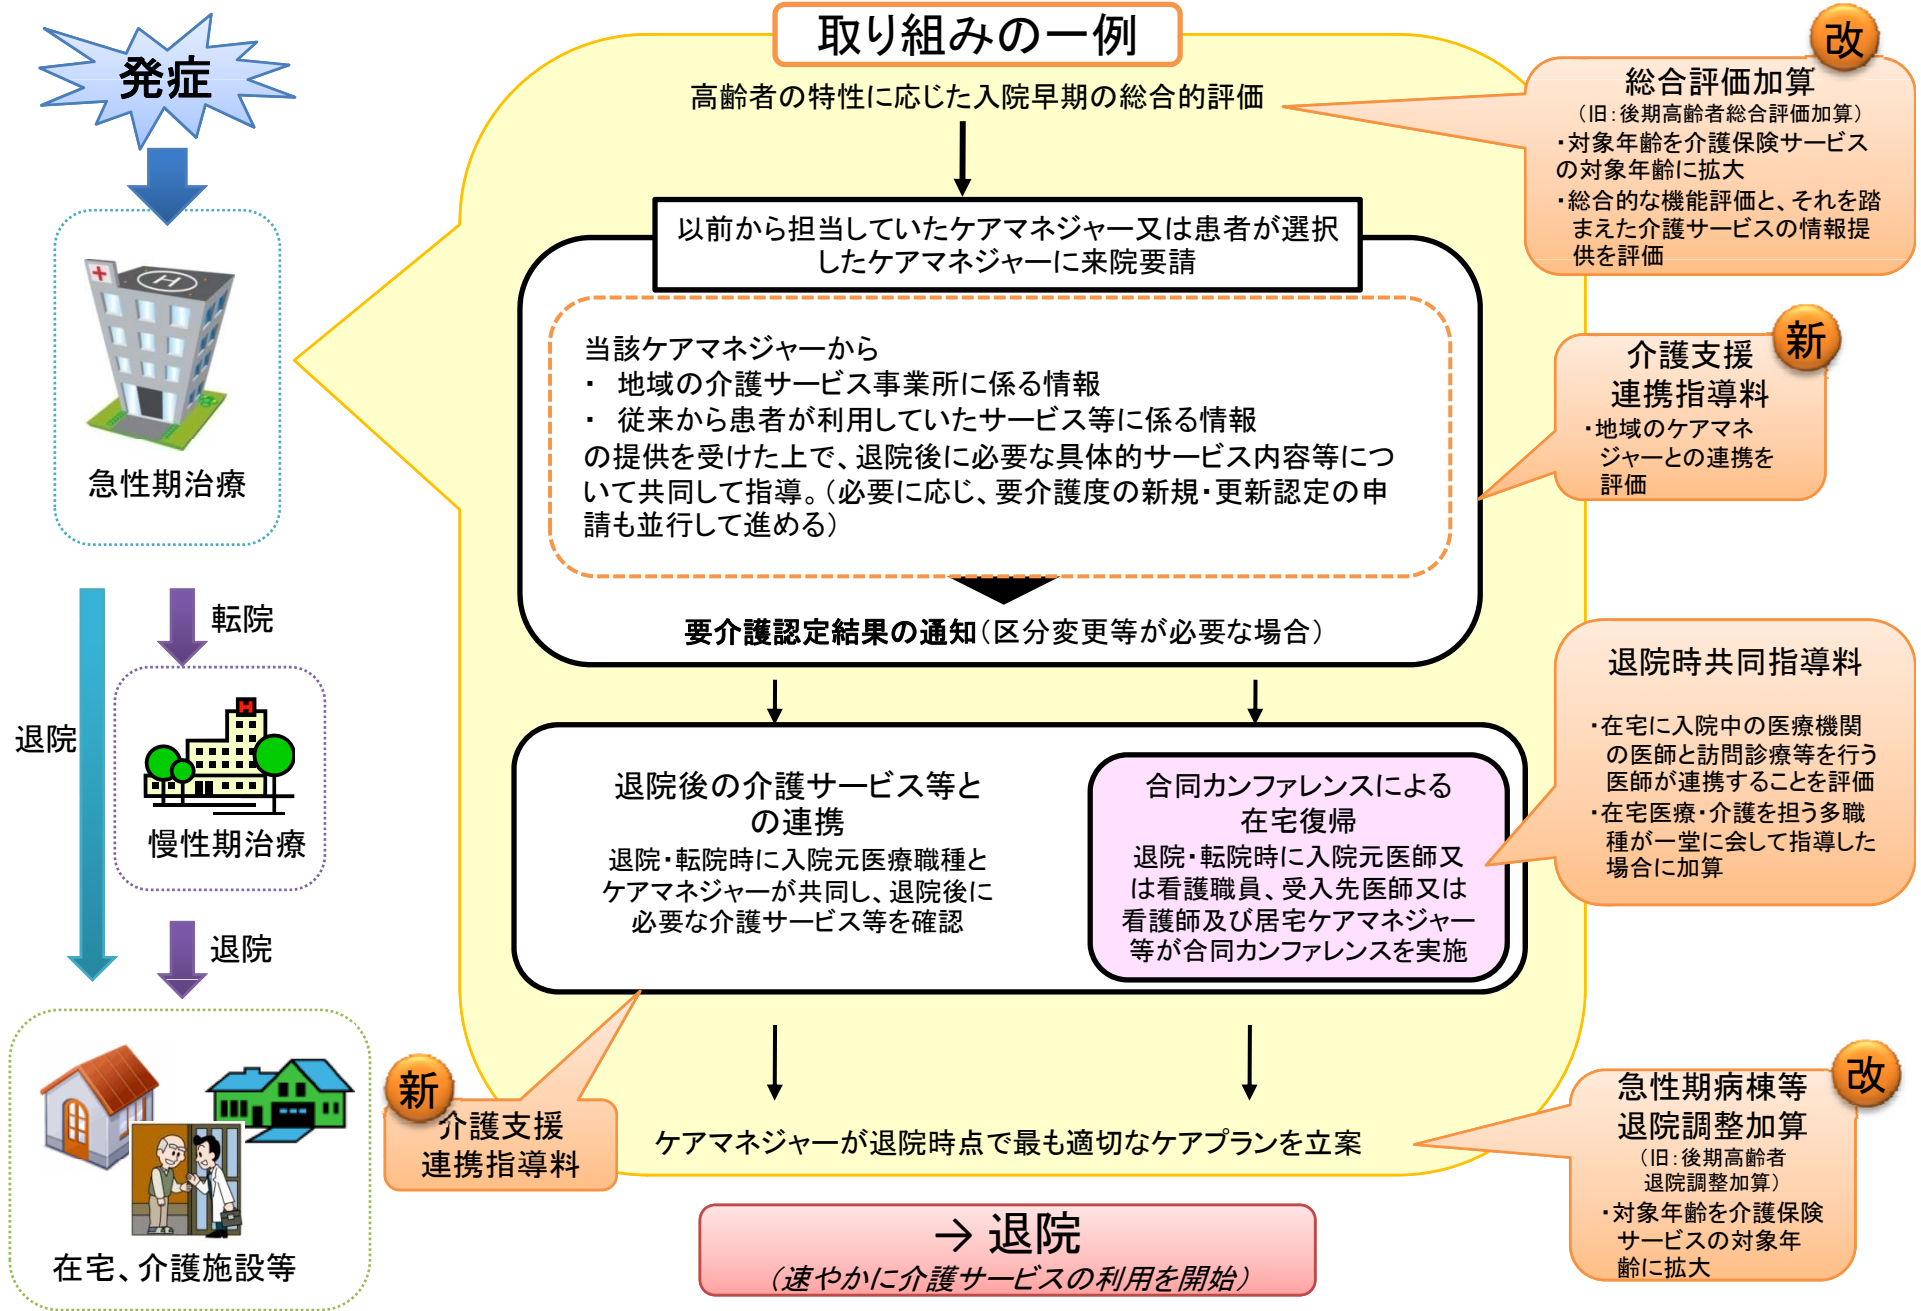 発症
急性期治療
転院
退院
慢性期治療
退院
在宅、介護施設等
取り組みの一例
高齢者の特性に応じた入院早期の総合的評価
以前から担当していたケアマネジャー又は患者が選択
したケアマネジャーに来院要請
当該ケアマネジャーから
・ 地域の介護サービス事業所に係る情報
・ 従来から患者が利用していたサービス等に係る情報
の提供を受けた上で、退院後に必要な具体的サービス内容等につ
いて共同して指導。（必要に応じ、要介護度の新規・更新認定の申
請も並行して進める）
要介護認定結果の通知（区分変更等が必要な場合）
退院後の介護サービス等と
の連携
退院・転院時に入院元医療職種と
ケアマネジャーが共同し、退院後に
必要な介護サービス等を確認
合同カンファレンスによる
在宅復帰
退院・転院時に入院元医師又
は看護職員、受入先医師又は
看護師及び居宅ケアマネジャー
等が合同カンファレンスを実施
新
介護支援
連携指導料
ケアマネジャーが退院時点で最も適切なケアプランを立案
→ 退院
（速やかに介護サービスの利用を開始）
改
総合評価加算
（旧：後期高齢者総合評価加算）
・対象年齢を介護保険サービス
の対象年齢に拡大
・総合的な機能評価と、それを踏
まえた介護サービスの情報提
供を評価
新
介護支援
連携指導料
・地域のケアマネ
ジャーとの連携を
評価
退院時共同指導料
・在宅に入院中の医療機関
の医師と訪問診療等を行う
医師が連携することを評価
・在宅医療・介護を担う多職
種が一堂に会して指導した
場合に加算
改
急性期病棟等
退院調整加算
（旧：後期高齢者
退院調整加算）
・対象年齢を介護保険
サービスの対象年
齢に拡大